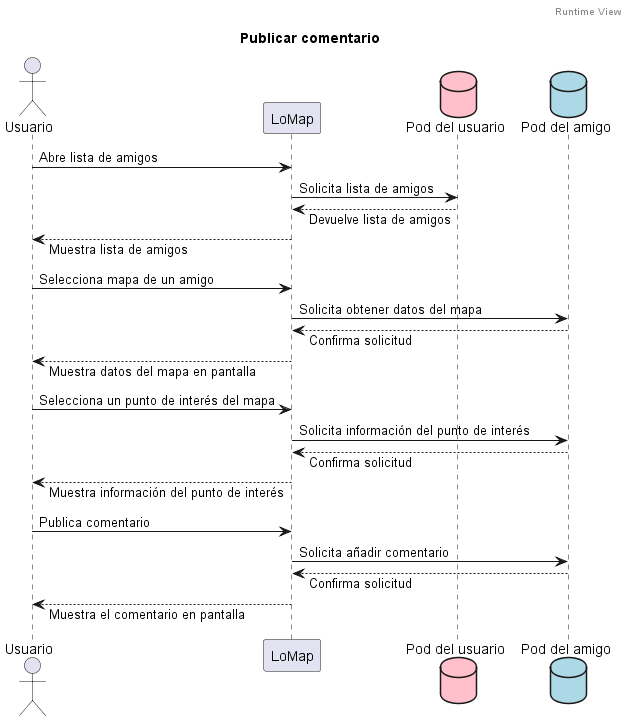 Runtime View
Publicar comentario
Usuario
LoMap
Pod del usuario
Pod del amigo
Abre lista de amigos
Solicita lista de amigos
Devuelve lista de amigos
Muestra lista de amigos
Selecciona mapa de un amigo
Solicita obtener datos del mapa
Confirma solicitud
Muestra datos del mapa en pantalla
Selecciona un punto de interés del mapa
Solicita información del punto de interés
Confirma solicitud
Muestra información del punto de interés
Publica comentario
Solicita añadir comentario
Confirma solicitud
Muestra el comentario en pantalla
Usuario
LoMap
Pod del usuario
Pod del amigo